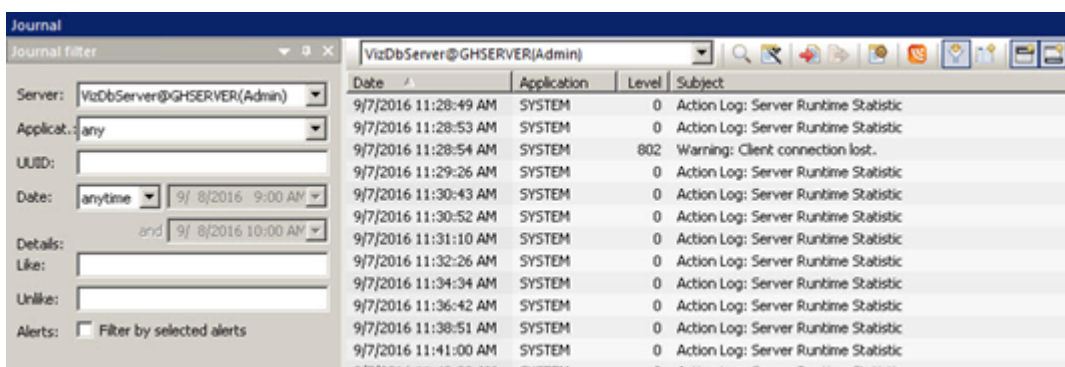 Journal
Journal filter
Server: VizDbServer@GHSERVER(Admin)
Applicat.: any
UUID:
Date: anytime 9/ 8/2016 9:00 AM
and 9/ 8/2016 10:00 AM
Details:
Like:
Unlike:
Alerts: Filter by selected alerts
VizDbServer@GHSERVER(Admin)
Date Application Level Subject
9/7/2016 11:28:49 AM SYSTEM 0 Action Log: Server Runtime Statistic
9/7/2016 11:28:53 AM SYSTEM 0 Action Log: Server Runtime Statistic
9/7/2016 11:28:54 AM SYSTEM 802 Warning: Client connection lost.
9/7/2016 11:29:26 AM SYSTEM 0 Action Log: Server Runtime Statistic
9/7/2016 11:30:43 AM SYSTEM 0 Action Log: Server Runtime Statistic
9/7/2016 11:30:52 AM SYSTEM 0 Action Log: Server Runtime Statistic
9/7/2016 11:31:10 AM SYSTEM 0 Action Log: Server Runtime Statistic
9/7/2016 11:32:26 AM SYSTEM 0 Action Log: Server Runtime Statistic
9/7/2016 11:34:34 AM SYSTEM 0 Action Log: Server Runtime Statistic
9/7/2016 11:36:42 AM SYSTEM 0 Action Log: Server Runtime Statistic
9/7/2016 11:38:51 AM SYSTEM 0 Action Log: Server Runtime Statistic
9/7/2016 11:41:00 AM SYSTEM 0 Action Log: Server Runtime Statistic